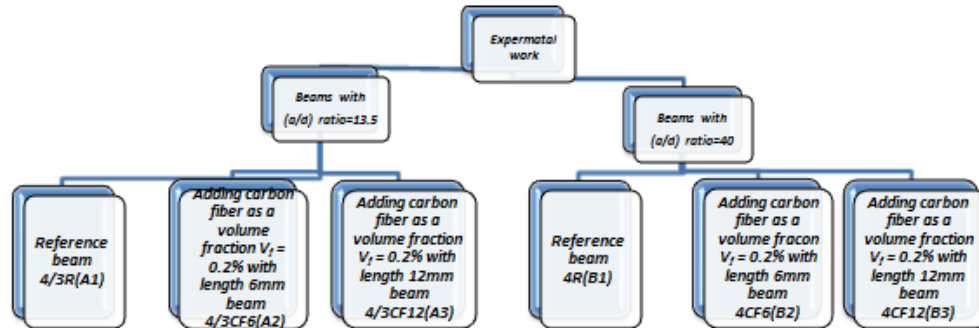 Expermatal
work
Beams with
(a/d) ratio=13.5
Beams with
(a/d) ratio=40
Reference
beam
4/3R(A1)
Adding carbon
fiber as a
volume
fraction Vf =
0.2% with
length 6mm
beam
4/3CF6(A2)
Adding carbon
fiber as a
volume fraction
Vf = 0.2% with
length 12mm
beam
4/3CF12(A3)
Reference
beam
4R(B1)
Adding carbon
fiber as a
volume fracon
Vf = 0.2% with
length 6mm
beam
4CF6(B2)
Adding carbon
fiber as a
volume fraction
Vf = 0.2% with
length 12mm
beam
4CF12(B3)